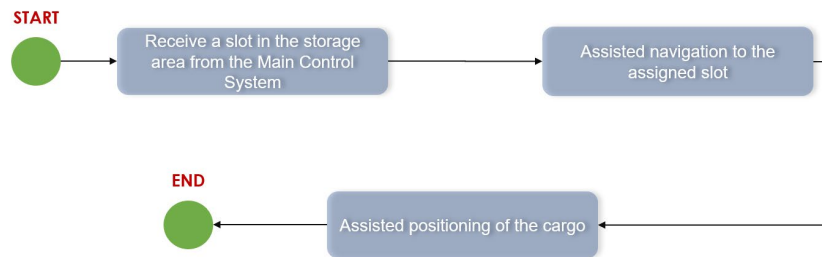 START
Receive a slot in the storage
area from the Main Control
System
Assisted navigation to the
assigned slot
END
Assisted positioning of the cargo